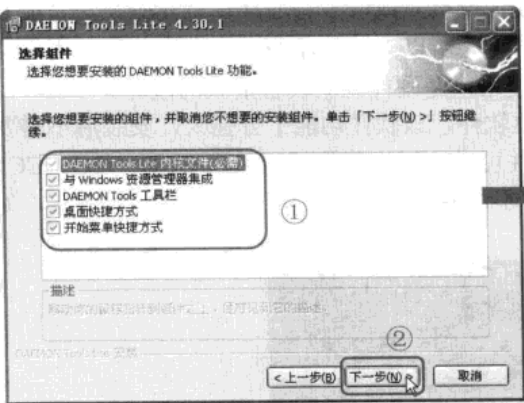 DAEMON Tools Lite 4.30.1
选择组件
选择您想要安装的 DAEMON Tools Lite 功能。
选择您想要安装的组件，并取消您不想要的安装组件。单击「下一步(N) >」按钮继
续。
DAEMON Tools Lite 内核文件(必需)
与 Windows 资源管理器集成
DAEMON Tools 工具栏
桌面快捷方式
开始菜单快捷方式
①
描述
②
DAEMON Tools Lite 安装
< 上一步(B)
下一步(N) >
取消